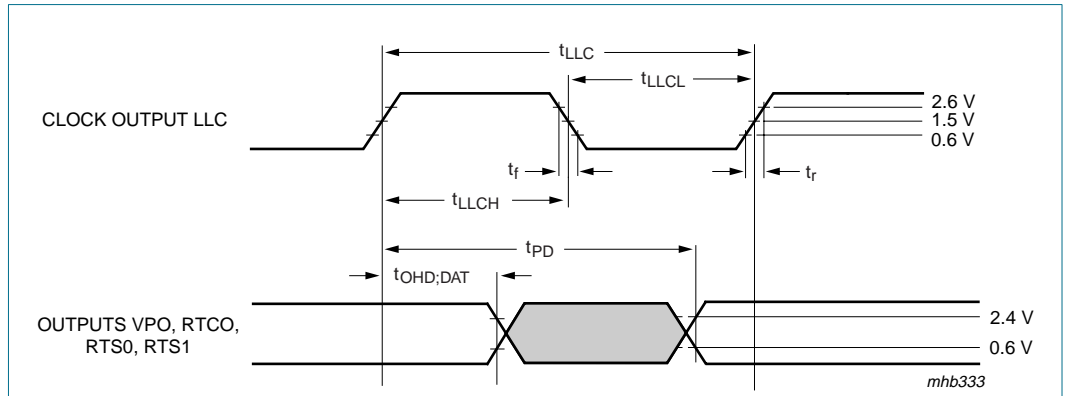 tLLC
tLLCL
CLOCK OUTPUT LLC
2.6 V
1.5 V
0.6 V
tf
tr
tLLCH
tPD
tOHD;DAT
OUTPUTS VPO, RTCO,
RTS0, RTS1
2.4 V
0.6 V
mhb333